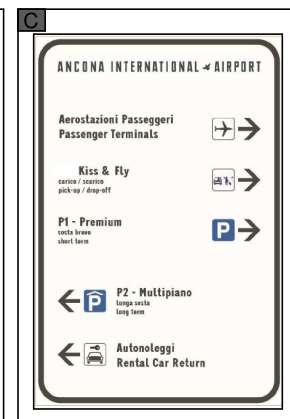 C
ANCONA INTERNATIONAL AIRPORT
Aerostazioni Passeggeri
Passenger Terminals
Kiss & Fly
carico / scarico
pick-up / drop-off
P1 - Premium
sosta breve
short term
P
P2 - Multipiano
lunga sosta
long term
P
Autonoleggi
Rental Car Return